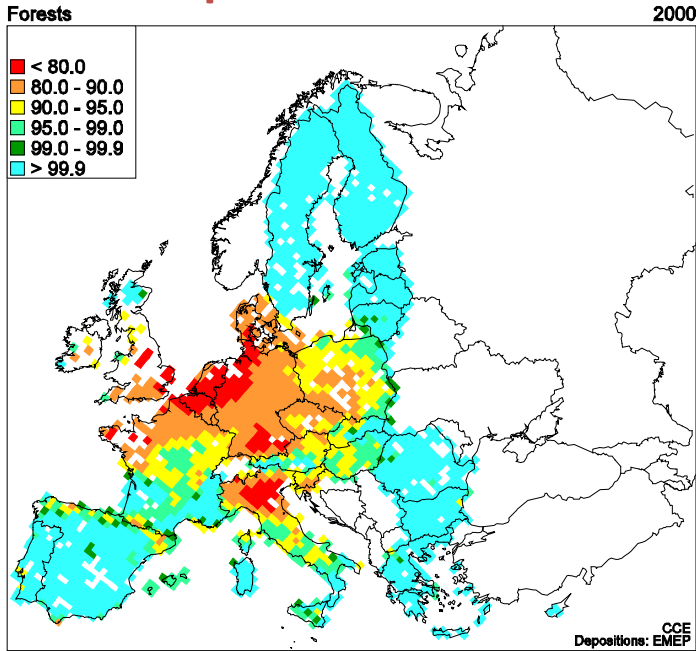 Forests 2000
< 80.0
80.0 - 90.0
90.0 - 95.0
95.0 - 99.0
99.0 - 99.9
> 99.9
CCE
Depositions: EMEP